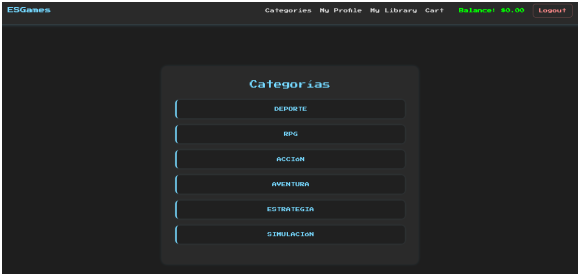 ESGames
Categories My Profile My Library Cart Balance: $0.00 Logout
Categorías
DEPORTE
RPG
ACCIóN
AVENTURA
ESTRATEGIA
SIMULACIóN